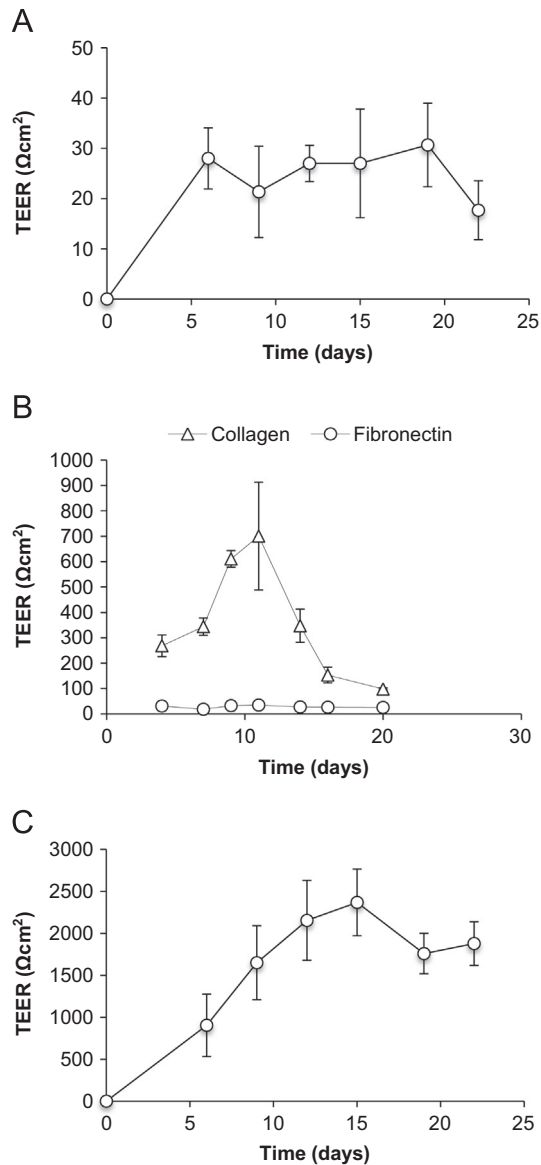 A
50
40
30
20
10
0
TEER (Ωcm²)
0 5 10 15 20 25
Time (days)
B
Collagen Fibronectin
1000
900
800
700
600
500
400
300
200
100
0
TEER (Ωcm²)
0 10 20 30
Time (days)
C
3000
2500
2000
1500
1000
500
0
TEER (Ωcm²)
0 5 10 15 20 25
Time (days)